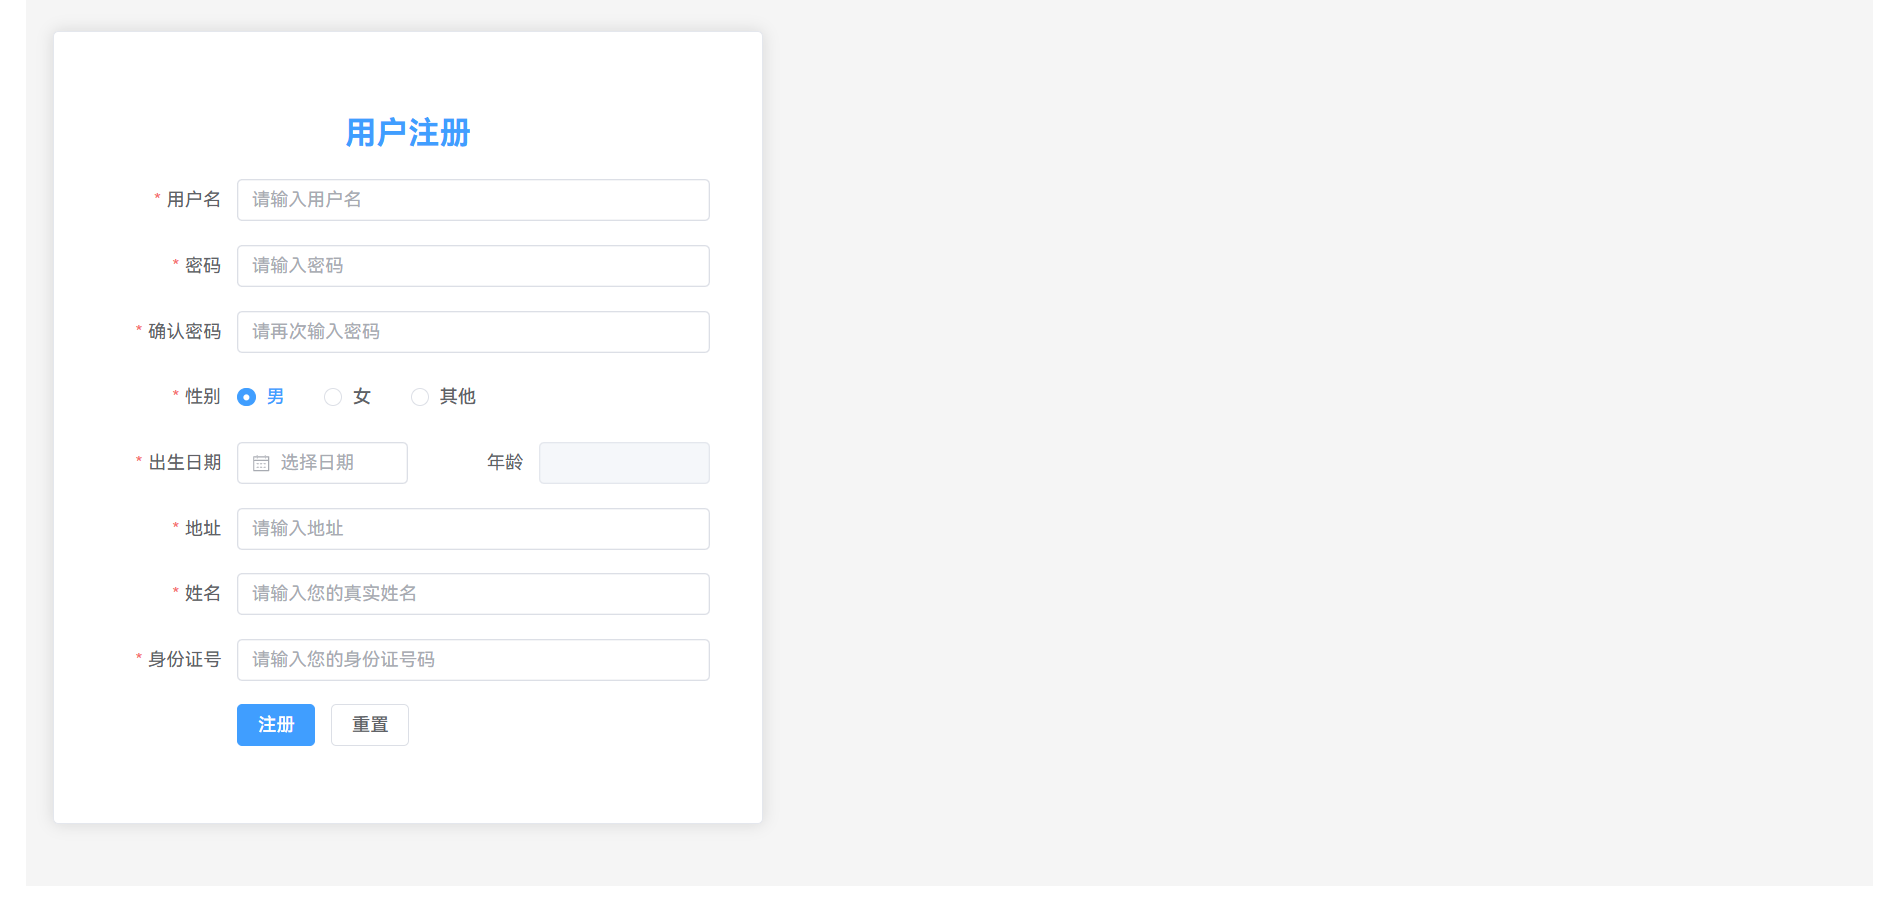 用户注册
* 用户名 请输入用户名
* 密码 请输入密码
* 确认密码 请再次输入密码
* 性别 男 女 其他
* 出生日期 选择日期 年龄
* 地址 请输入地址
* 姓名 请输入您的真实姓名
* 身份证号 请输入您的身份证号码
注册 重置